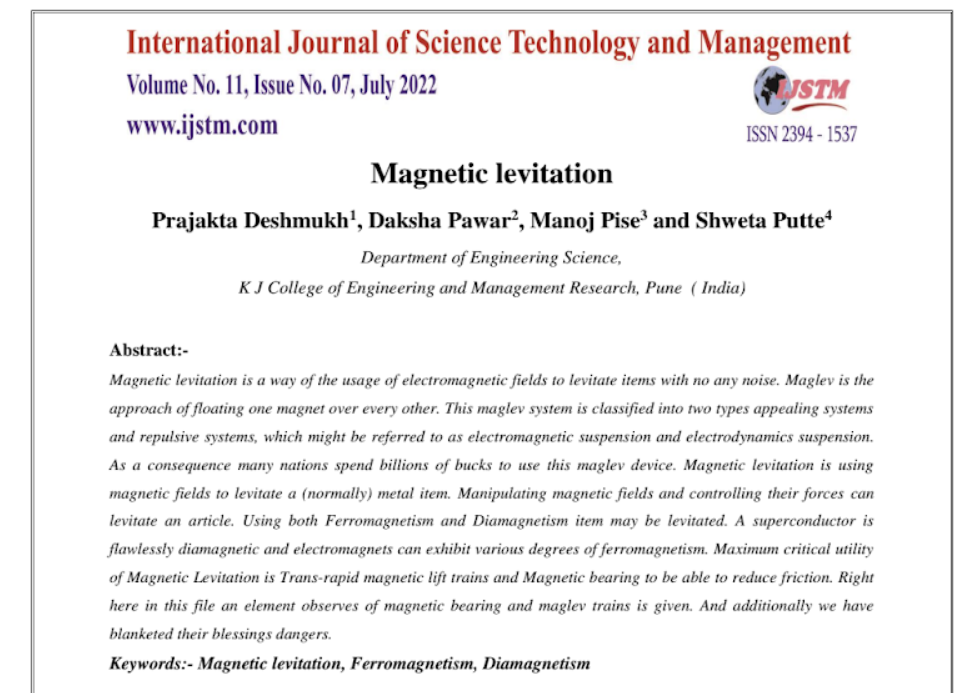 International Journal of Science Technology and Management
Volume No. 11, Issue No. 07, July 2022
www.ijstm.com
IJSTM
ISSN 2394 - 1537
Magnetic levitation
Prajakta Deshmukh¹, Daksha Pawar², Manoj Pise³ and Shweta Putte⁴
Department of Engineering Science,
K J College of Engineering and Management Research, Pune ( India)
Abstract:-
Magnetic levitation is a way of the usage of electromagnetic fields to levitate items with no any noise. Maglev is the
approach of floating one magnet over every other. This maglev system is classified into two types appealing systems
and repulsive systems, which might be referred to as electromagnetic suspension and electrodynamics suspension.
As a consequence many nations spend billions of bucks to use this maglev device. Magnetic levitation is using
magnetic fields to levitate a (normally) metal item. Manipulating magnetic fields and controlling their forces can
levitate an article. Using both Ferromagnetism and Diamagnetism item may be levitated. A superconductor is
flawlessly diamagnetic and electromagnets can exhibit various degrees of ferromagnetism. Maximum critical utility
of Magnetic Levitation is Trans-rapid magnetic lift trains and Magnetic bearing to be able to reduce friction. Right
here in this file an element observes of magnetic bearing and maglev trains is given. And additionally we have
blanketed their blessings dangers.
Keywords:- Magnetic levitation, Ferromagnetism, Diamagnetism